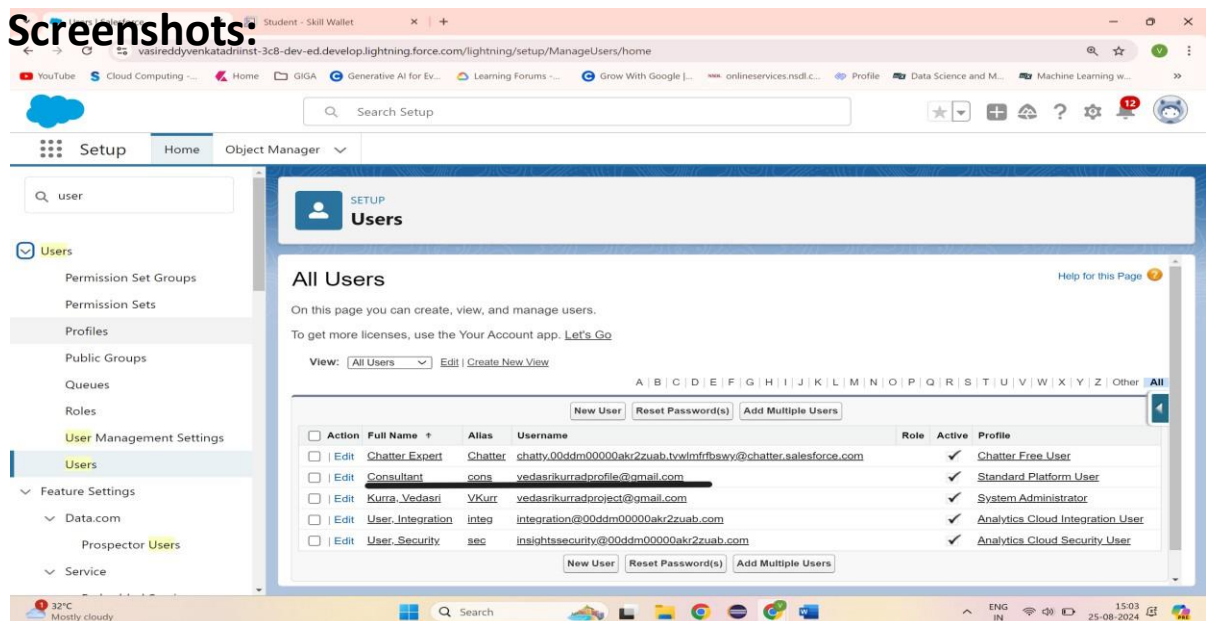 Screenshots:
Users | Salesforce
Student - Skill Wallet
vasireddyvenkatadriinst-3c8-dev-ed.develop.lightning.force.com/lightning/setup/ManageUsers/home
YouTube Cloud Computing -... Home GIGA Generative AI for Ev... Learning Forums -... Grow With Google |... onlineservices.nsdl.c... Profile Data Science and M... Machine Learning w...
Search Setup
12
Setup Home Object Manager
user
SETUP
Users
Users
Permission Set Groups
Permission Sets
Profiles
Public Groups
Queues
Roles
User Management Settings
Users
Feature Settings
Data.com
Prospector Users
Service
All Users
Help for this Page
On this page you can create, view, and manage users.
To get more licenses, use the Your Account app. Let's Go
View: All Users Edit | Create New View
A | B | C | D | E | F | G | H | I | J | K | L | M | N | O | P | Q | R | S | T | U | V | W | X | Y | Z | Other All
New User Reset Password(s) Add Multiple Users
Action Full Name ↑ Alias Username Role Active Profile
| Edit Chatter Expert Chatter chatty.00ddm00000akr2zuab.tvwlmfrfbswy@chatter.salesforce.com Chatter Free User
| Edit Consultant cons vedasrikurradprofile@gmail.com Standard Platform User
| Edit Kurra, Vedasri VKurr vedasrikurradproject@gmail.com System Administrator
| Edit User, Integration integ integration@00ddm00000akr2zuab.com Analytics Cloud Integration User
| Edit User, Security sec insightssecurity@00ddm00000akr2zuab.com Analytics Cloud Security User
New User Reset Password(s) Add Multiple Users
1
32°C
Mostly cloudy
Search
ENG
IN
15:03
25-08-2024